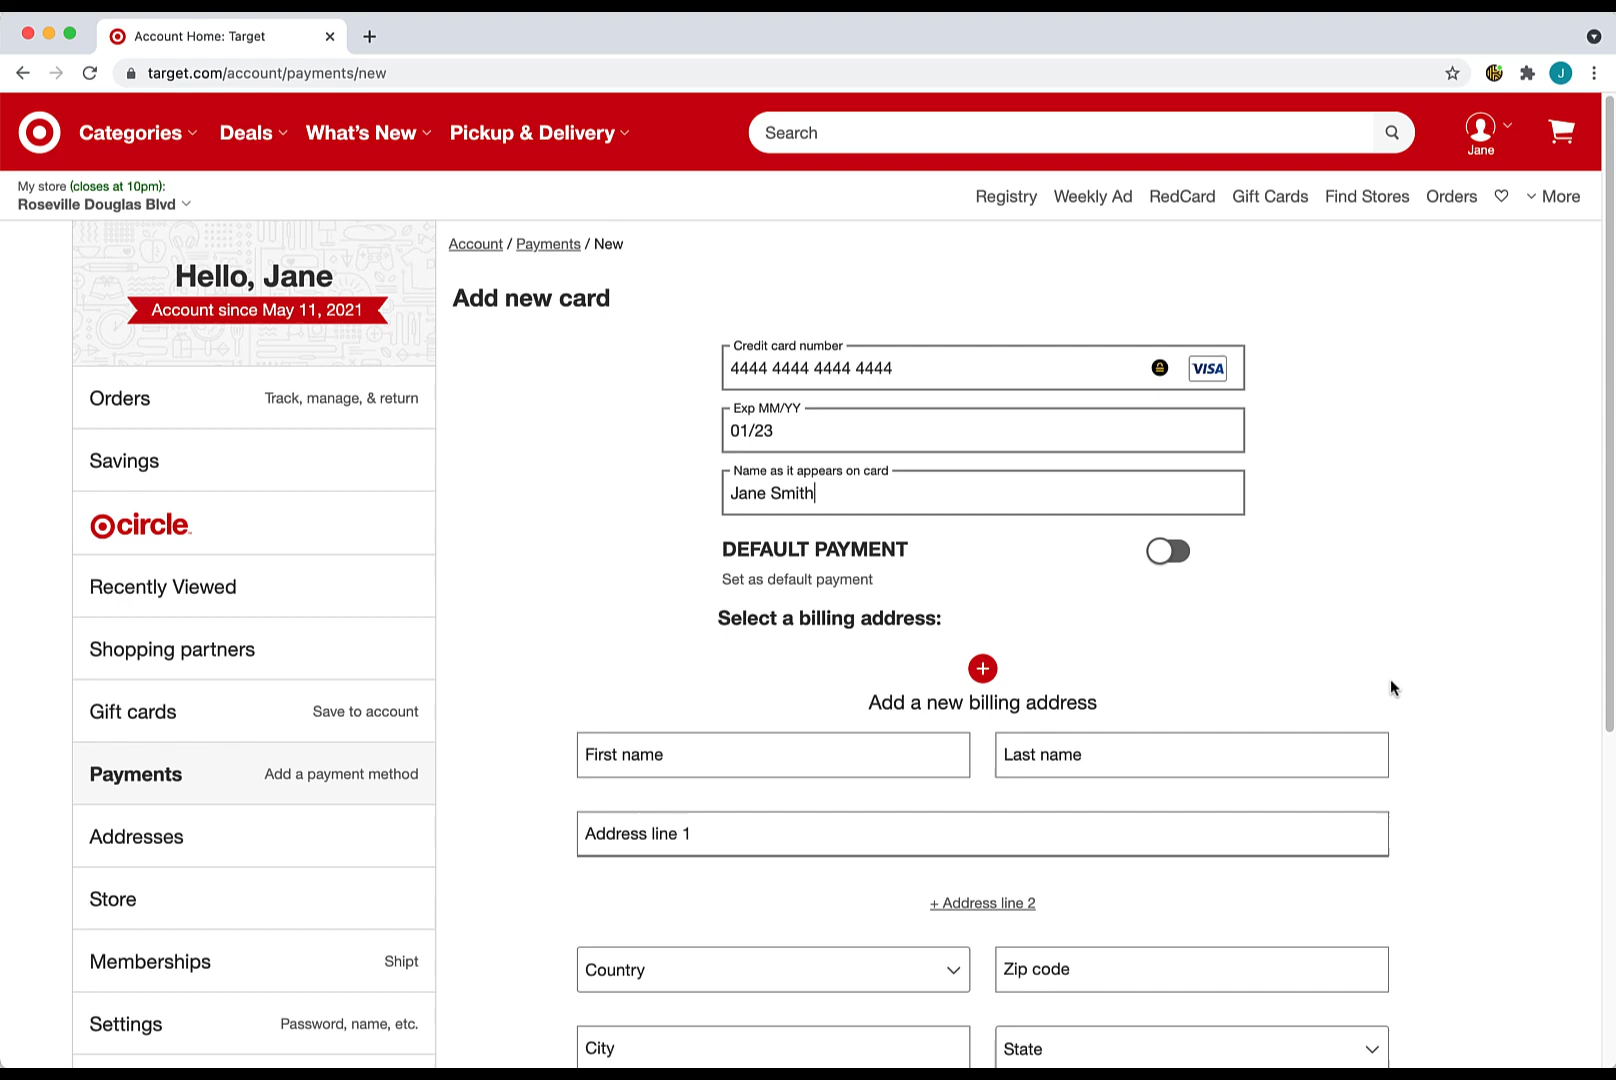 Account Home: Target
target.com/account/payments/new
J
Categories
Deals
What's New
Pickup & Delivery
Search
Jane
My store (closes at 10pm):
Roseville Douglas Blvd
Registry
Weekly Ad
RedCard
Gift Cards
Find Stores
Orders
More
Hello, Jane
Account since May 11, 2021
Orders
Track, manage, & return
Savings
circle
Recently Viewed
Shopping partners
Gift cards
Save to account
Payments
Add a payment method
Addresses
Store
Memberships
Shipt
Settings
Password, name, etc.
Account / Payments / New
Add new card
Credit card number
4444 4444 4444 4444
VISA
Exp MM/YY
01/23
Name as it appears on card
Jane Smith
DEFAULT PAYMENT
Set as default payment
Select a billing address:
Add a new billing address
First name
Last name
Address line 1
+ Address line 2
Country
Zip code
City
State